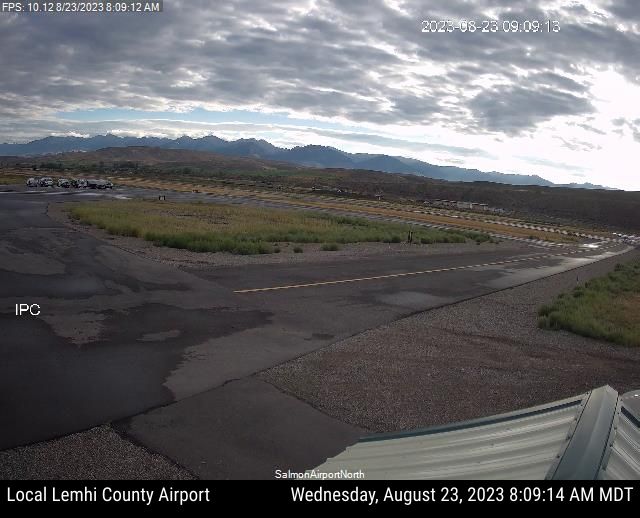 FPS: 10.12 8/23/2023 8:09:12 AM
2023-08-23 09:09:13
IPC
SalmonAirportNorth
Local Lemhi County Airport Wednesday, August 23, 2023 8:09:14 AM MDT